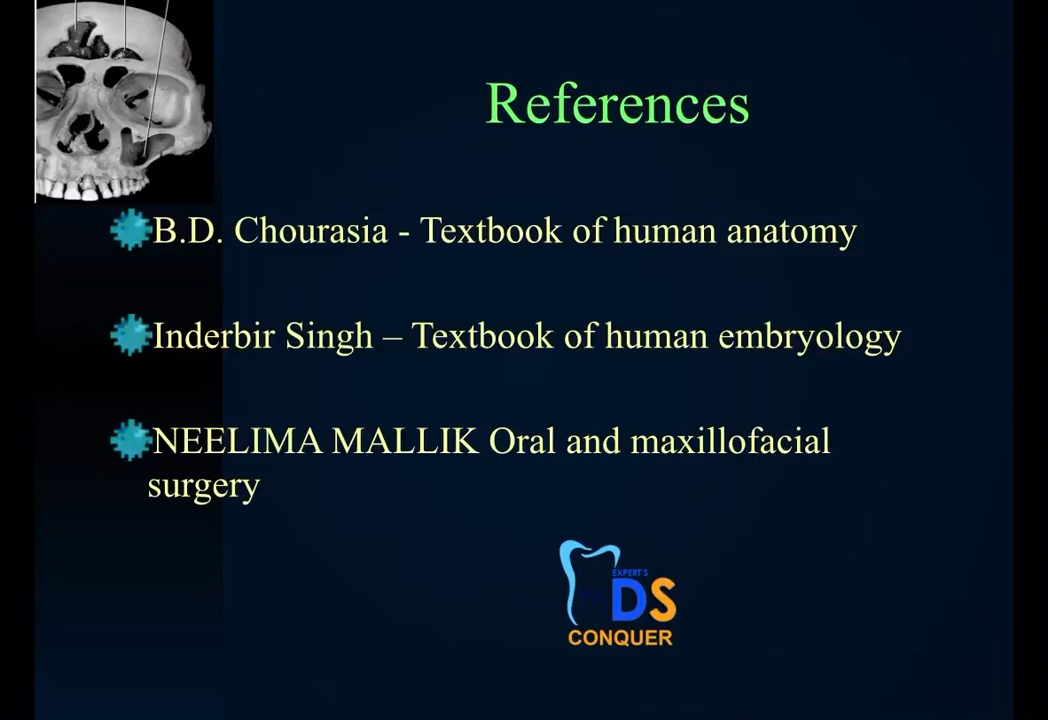 References
B.D. Chourasia - Textbook of human anatomy
Inderbir Singh – Textbook of human embryology
NEELIMA MALLIK Oral and maxillofacial
surgery
EXPERT'S
DS
CONQUER